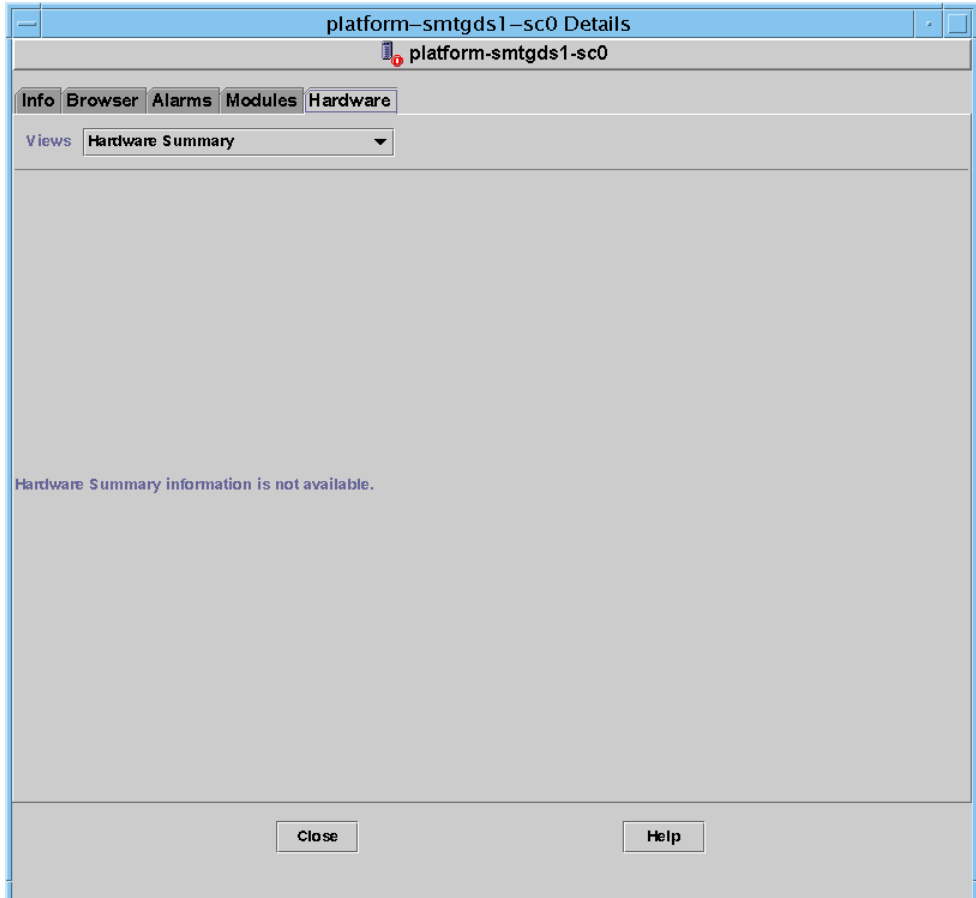 platform–smtgds1–sc0 Details
platform-smtgds1-sc0
Info Browser Alarms Modules Hardware
Views Hardware Summary
Hardware Summary information is not available.
Close Help